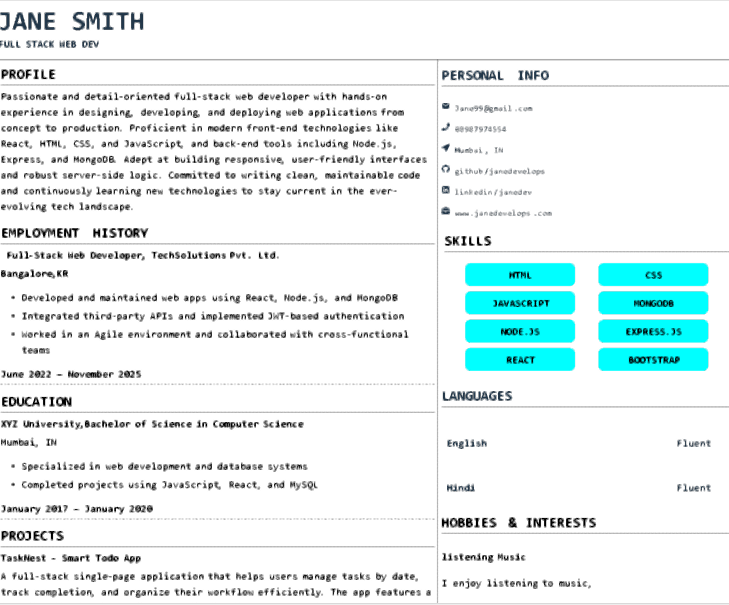 JANE SMITH
FULL STACK WEB DEV
PROFILE
Passionate and detail-oriented full-stack web developer with hands-on
experience in designing, developing, and deploying web applications from
concept to production. Proficient in modern front-end technologies like
React, HTML, CSS, and JavaScript, and back-end tools including Node.js,
Express, and MongoDB. Adept at building responsive, user-friendly interfaces
and robust server-side logic. Committed to writing clean, maintainable code
and continuously learning new technologies to stay current in the ever-
evolving tech landscape.
EMPLOYMENT HISTORY
Full-Stack Web Developer, TechSolutions Pvt. Ltd.
Bangalore,KR
• Developed and maintained web apps using React, Node.js, and MongoDB
• Integrated third-party APIs and implemented JWT-based authentication
• Worked in an Agile environment and collaborated with cross-functional
teams
June 2022 – November 2025
EDUCATION
XYZ University,Bachelor of Science in Computer Science
Mumbai, IN
• Specialized in web development and database systems
• Completed projects using JavaScript, React, and MySQL
January 2017 – January 2020
PROJECTS
TaskNest - Smart Todo App
A full-stack single-page application that helps users manage tasks by date,
track completion, and organize their workflow efficiently. The app features a
PERSONAL INFO
Jane99@gmail.com
08987974554
Mumbai, IN
github/janedevelops
linkedin/janedev
www.janedevelops.com
SKILLS
HTML
CSS
JAVASCRIPT
MONGODB
NODE.JS
EXPRESS.JS
REACT
BOOTSTRAP
LANGUAGES
English Fluent
Hindi Fluent
HOBBIES & INTERESTS
listening Music
I enjoy listening to music,